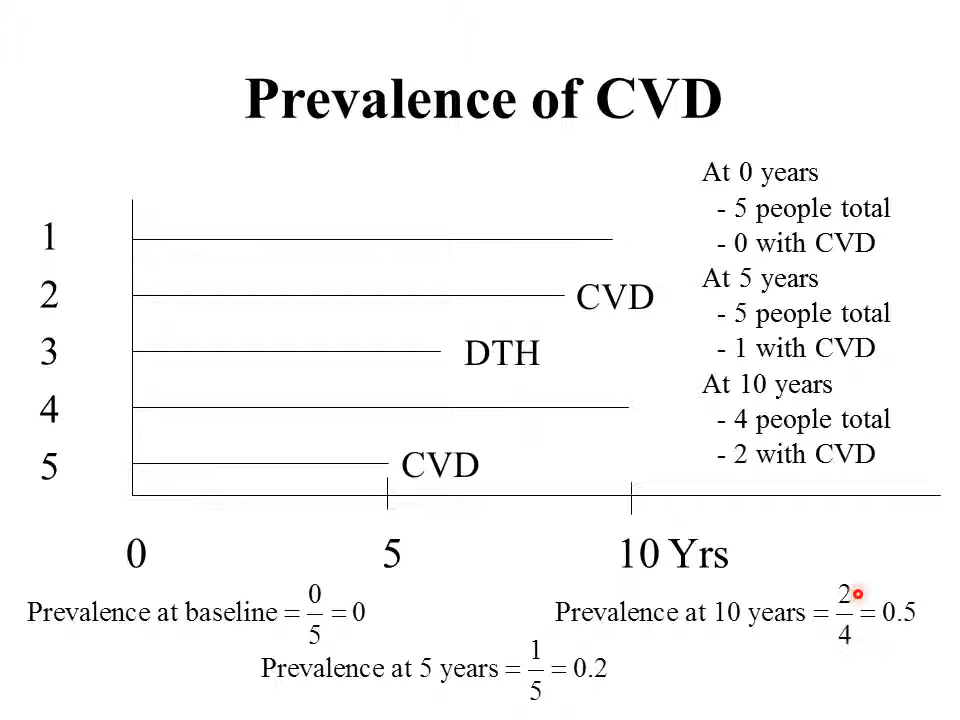 Prevalence of CVD
At 0 years
- 5 people total
- 0 with CVD
At 5 years
- 5 people total
- 1 with CVD
At 10 years
- 4 people total
- 2 with CVD
1
2 CVD
3 DTH
4
5 CVD
0 5 10 Yrs
Prevalence at baseline = 0/5 = 0
Prevalence at 10 years = 2/4 = 0.5
Prevalence at 5 years = 1/5 = 0.2